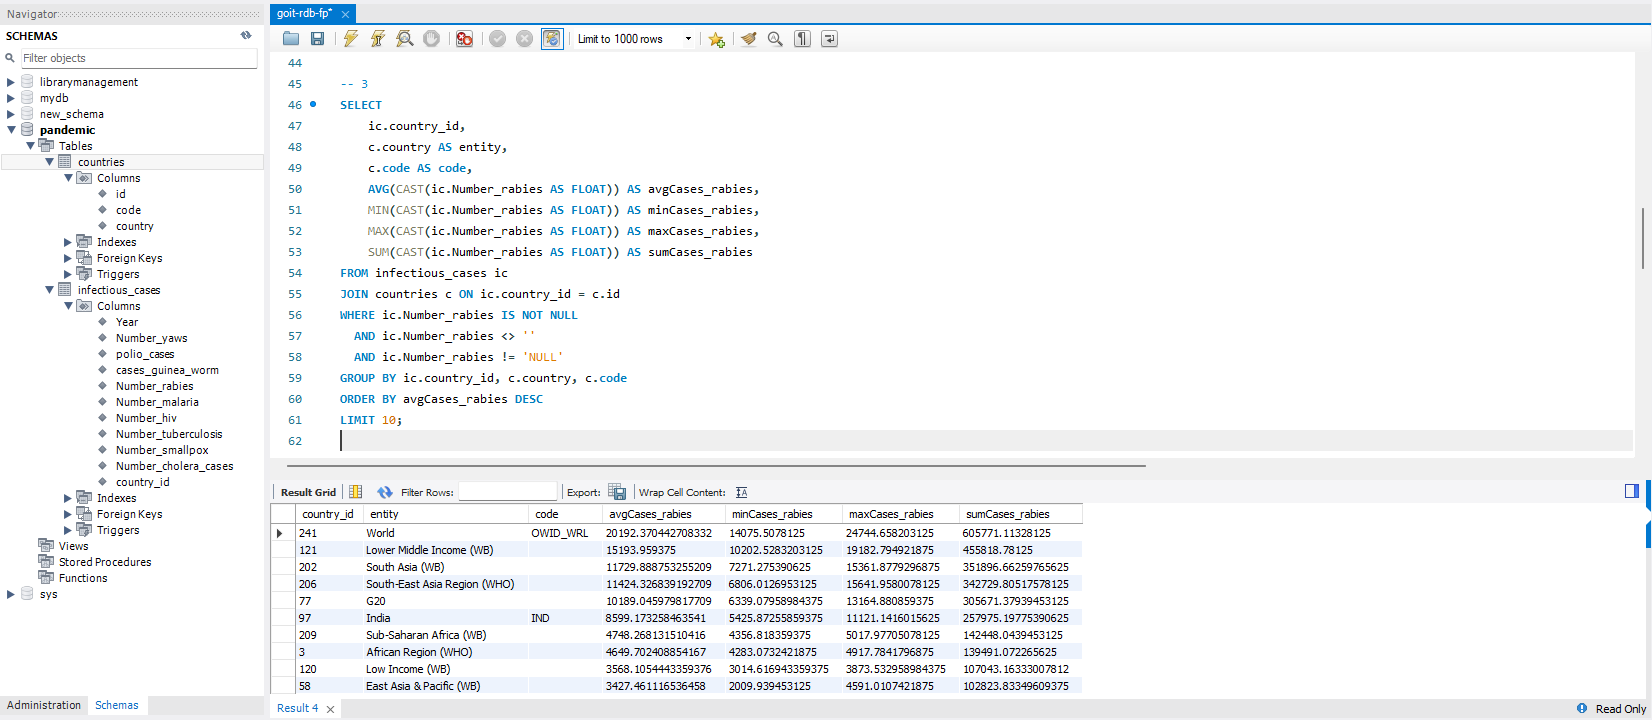 Navigator
SCHEMAS
Filter objects
librarymanagement
mydb
new_schema
pandemic
Tables
countries
Columns
id
code
country
Indexes
Foreign Keys
Triggers
infectious_cases
Columns
Year
Number_yaws
polio_cases
cases_guinea_worm
Number_rabies
Number_malaria
Number_hiv
Number_tuberculosis
Number_smallpox
Number_cholera_cases
country_id
Indexes
Foreign Keys
Triggers
Views
Stored Procedures
Functions
sys
Administration Schemas
goit-rdb-fp*
Limit to 1000 rows
44
45 -- 3
46 SELECT
47 ic.country_id,
48 c.country AS entity,
49 c.code AS code,
50 AVG(CAST(ic.Number_rabies AS FLOAT)) AS avgCases_rabies,
51 MIN(CAST(ic.Number_rabies AS FLOAT)) AS minCases_rabies,
52 MAX(CAST(ic.Number_rabies AS FLOAT)) AS maxCases_rabies,
53 SUM(CAST(ic.Number_rabies AS FLOAT)) AS sumCases_rabies
54 FROM infectious_cases ic
55 JOIN countries c ON ic.country_id = c.id
56 WHERE ic.Number_rabies IS NOT NULL
57 AND ic.Number_rabies <> ''
58 AND ic.Number_rabies != 'NULL'
59 GROUP BY ic.country_id, c.country, c.code
60 ORDER BY avgCases_rabies DESC
61 LIMIT 10;
62
Result Grid Filter Rows: Export: Wrap Cell Content:
country_id entity code avgCases_rabies minCases_rabies maxCases_rabies sumCases_rabies
241 World OWID_WRL 20192.370442708332 14075.5078125 24744.658203125 605771.11328125
121 Lower Middle Income (WB) 15193.959375 10202.5283203125 19182.794921875 455818.78125
202 South Asia (WB) 11729.888753255209 7271.275390625 15361.8779296875 351896.66259765625
206 South-East Asia Region (WHO) 11424.326839192709 6806.0126953125 15641.9580078125 342729.80517578125
77 G20 10189.045979817709 6339.07958984375 13164.880859375 305671.37939453125
97 India IND 8599.173258463541 5425.87255859375 11121.1416015625 257975.19775390625
209 Sub-Saharan Africa (WB) 4748.268131510416 4356.818359375 5017.97705078125 142448.0439453125
3 African Region (WHO) 4649.702408854167 4283.0732421875 4917.7841796875 139491.072265625
120 Low Income (WB) 3568.1054443359376 3014.616943359375 3873.532958984375 107043.16333007812
58 East Asia & Pacific (WB) 3427.461116536458 2009.939453125 4591.0107421875 102823.83349609375
Result 4
Read Only